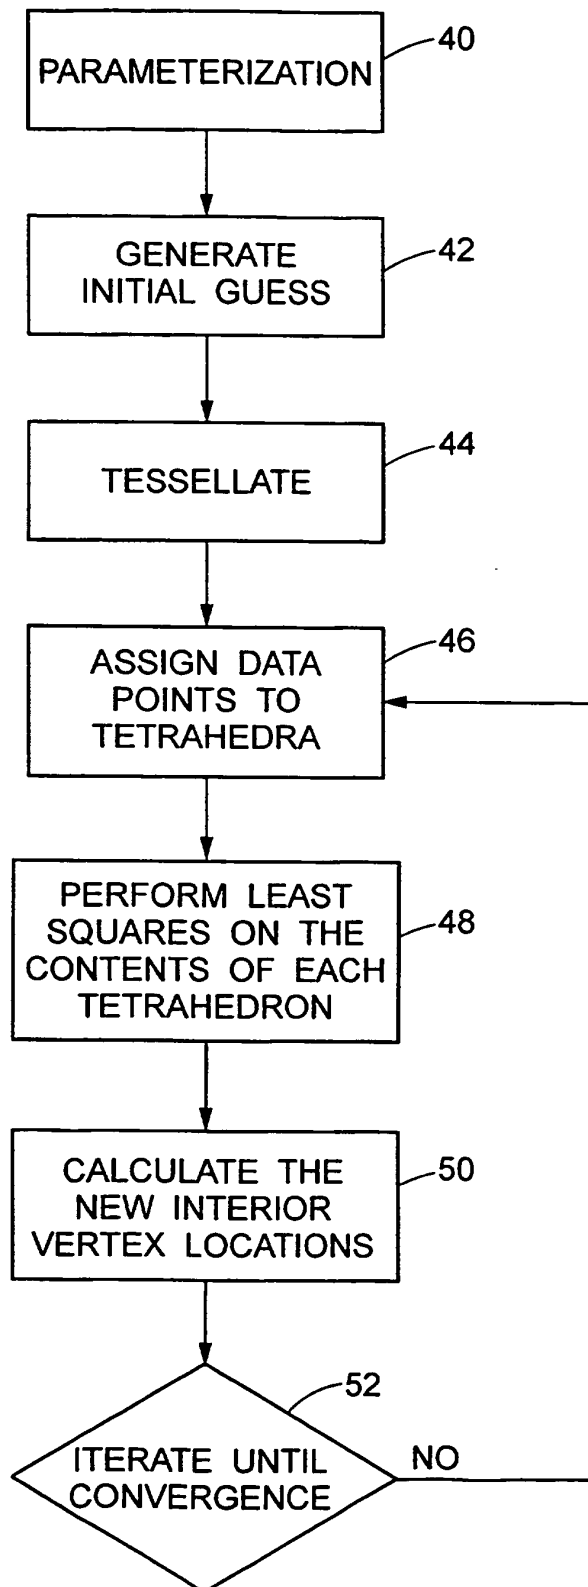 PARAMETERIZATION
40
GENERATE
INITIAL GUESS
42
TESSELLATE
44
ASSIGN DATA
POINTS TO
TETRAHEDRA
46
PERFORM LEAST
SQUARES ON THE
CONTENTS OF EACH
TETRAHEDRON
48
CALCULATE THE
NEW INTERIOR
VERTEX LOCATIONS
50
52
ITERATE UNTIL
CONVERGENCE
NO